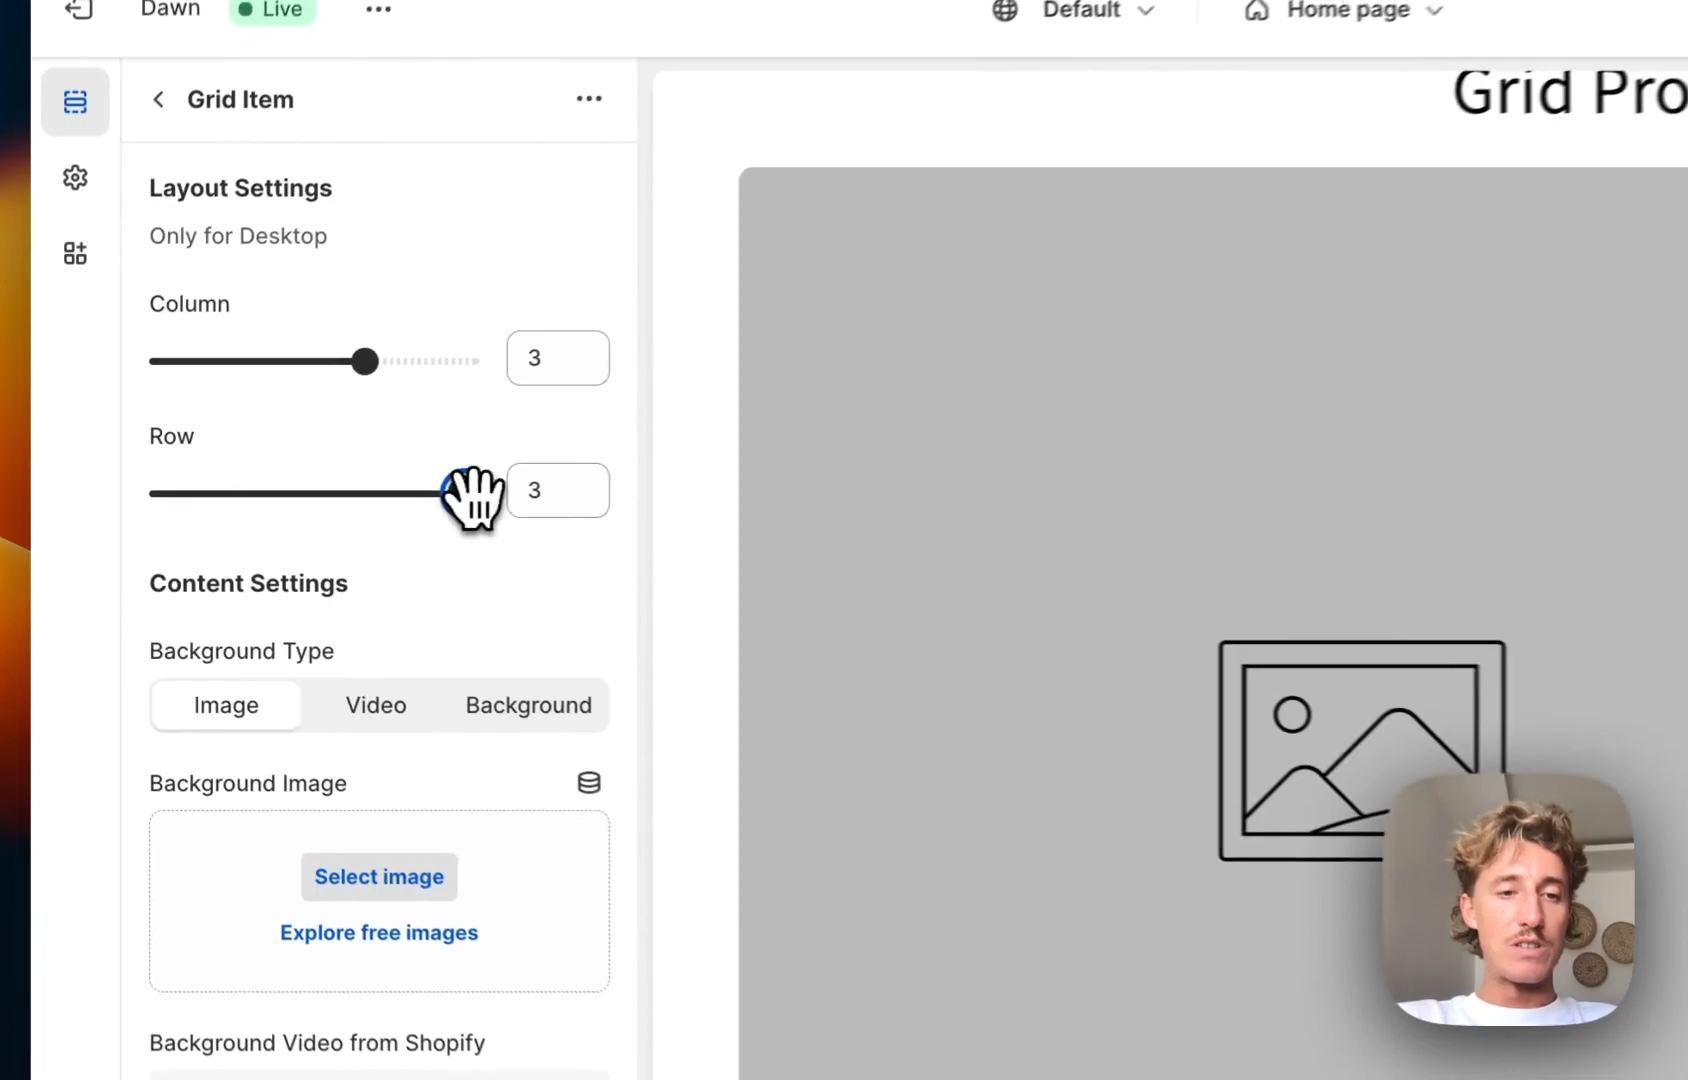 Dawn
Live
Default
Home page
Grid Item
Grid Pro
Layout Settings
Only for Desktop
Column
3
Row
3
Content Settings
Background Type
Image
Video
Background
Background Image
Select image
Explore free images
Background Video from Shopify